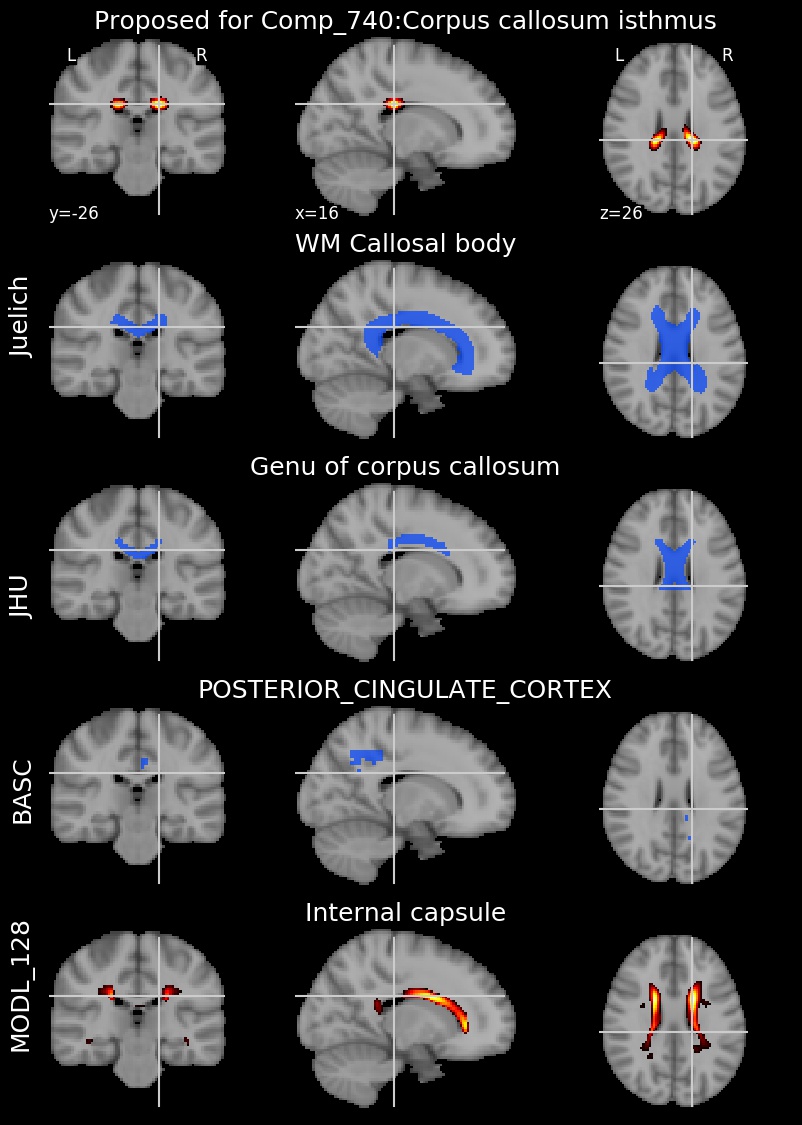 Proposed for Comp_740:Corpus callosum isthmus
L R L R
y=-26 x=16 z=26
WM Callosal body
Juelich
Genu of corpus callosum
JHU
POSTERIOR_CINGULATE_CORTEX
BASC
Internal capsule
MODL_128